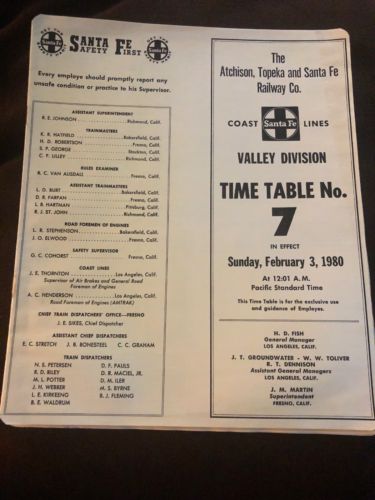 Santa Fe
SANTA FE
SAFETY FIRST
Santa Fe
Every employe should promptly report any
unsafe condition or practice to his Supervisor.
ASSISTANT SUPERINTENDENT
R. E. JOHNSON Richmond, Calif.
TRAINMASTERS
K. R. HAYFIELD Bakersfield, Calif.
H. D. ROBERTSON Fresno, Calif.
S. F. GEORGE Stockton, Calif.
C. F. LILLEY Richmond, Calif.
RULES EXAMINER
R. C. VAN AUSDALL Fresno, Calif.
ASSISTANT TRAINMASTERS
L. D. BURT Bakersfield, Calif.
D. R. FARFAN Fresno, Calif.
L. B. HARTMAN Pittsburg, Calif.
R. J. ST. JOHN Richmond, Calif.
ROAD FOREMEN OF ENGINES
L. R. STEPHENSON Bakersfield, Calif.
J. O. ELWOOD Fresno, Calif.
SAFETY SUPERVISOR
G. C. COHORST Fresno, Calif.
COAST LINES
J. E. THORNTON Los Angeles, Calif.
Supervisor of Air Brakes and General Road
Foreman of Engines
A. C. HENDERSON Los Angeles, Calif.
Road Foreman of Engines (AMTRAK)
CHIEF TRAIN DISPATCHERS' OFFICE—FRESNO
J. E. SIKES, Chief Dispatcher
ASSISTANT CHIEF DISPATCHERS
E. C. STRETCH J. B. BONESTEEL C. C. GRAHAM
TRAIN DISPATCHERS
N. S. PETERSEN D. F. PAULS
R. D. RILEY D. R. MACIEL, JR.
M. L. POTTER D. M. ILER
J. H. WEBBER M. S. BYRNE
L. E. KIRKEENG B. J. FLEMING
B. E. WALDRUM
The
Atchison, Topeka and Santa Fe
Railway Co.
COAST Santa Fe LINES
VALLEY DIVISION
TIME TABLE No.
7
IN EFFECT
Sunday, February 3, 1980
At 12:01 A. M.
Pacific Standard Time
This Time Table is for the exclusive use
and guidance of Employes.
H. D. FISH
General Manager
LOS ANGELES, CALIF.
J. T. GROUNDWATER - W. W. TOLIVER
R. T. DENNISON
Assistant General Managers
LOS ANGELES, CALIF.
J. M. MARTIN
Superintendent
FRESNO, CALIF.